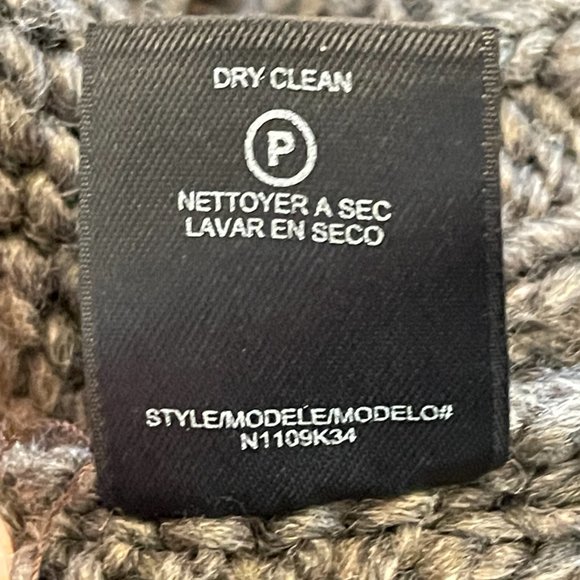 DRY CLEAN
P
NETTOYER A SEC
LAVAR EN SECO
STYLE/MODELE/MODELO#
N1109K34